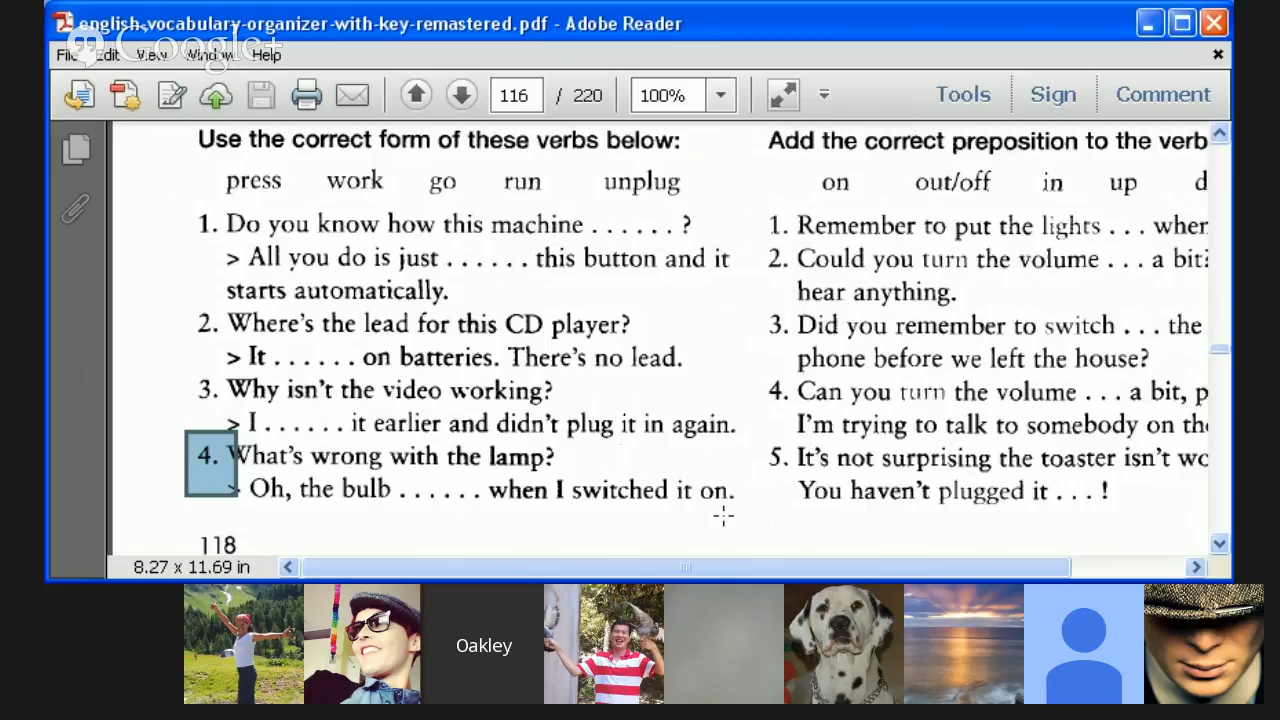 english-vocabulary-organizer-with-key-remastered.pdf - Adobe Reader
Google+
File Edit View Window Help
116 / 220 100% Tools Sign Comment
Use the correct form of these verbs below:
press work go run unplug
1. Do you know how this machine . . . . . . ?
> All you do is just . . . . . . this button and it
starts automatically.
2. Where's the lead for this CD player?
> It . . . . . . on batteries. There's no lead.
3. Why isn't the video working?
> I . . . . . . it earlier and didn't plug it in again.
4. What's wrong with the lamp?
> Oh, the bulb . . . . . . when I switched it on.
118
Add the correct preposition to the verb
on out/off in up d
1. Remember to put the lights . . . when
2. Could you turn the volume . . . a bit?
hear anything.
3. Did you remember to switch . . . the
phone before we left the house?
4. Can you turn the volume . . . a bit, p
I'm trying to talk to somebody on the
5. It's not surprising the toaster isn't wo
You haven't plugged it . . . !
8.27 x 11.69 in
Oakley